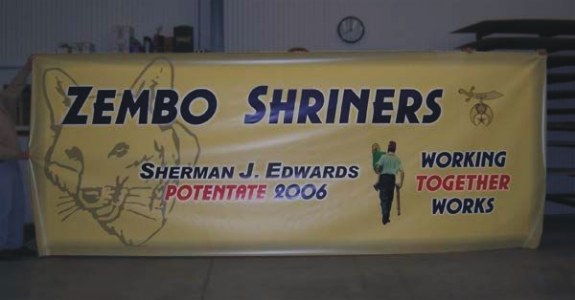 ZEMBO SHRINERS
SHERMAN J. EDWARDS
POTENTATE 2006
WORKING
TOGETHER
WORKS